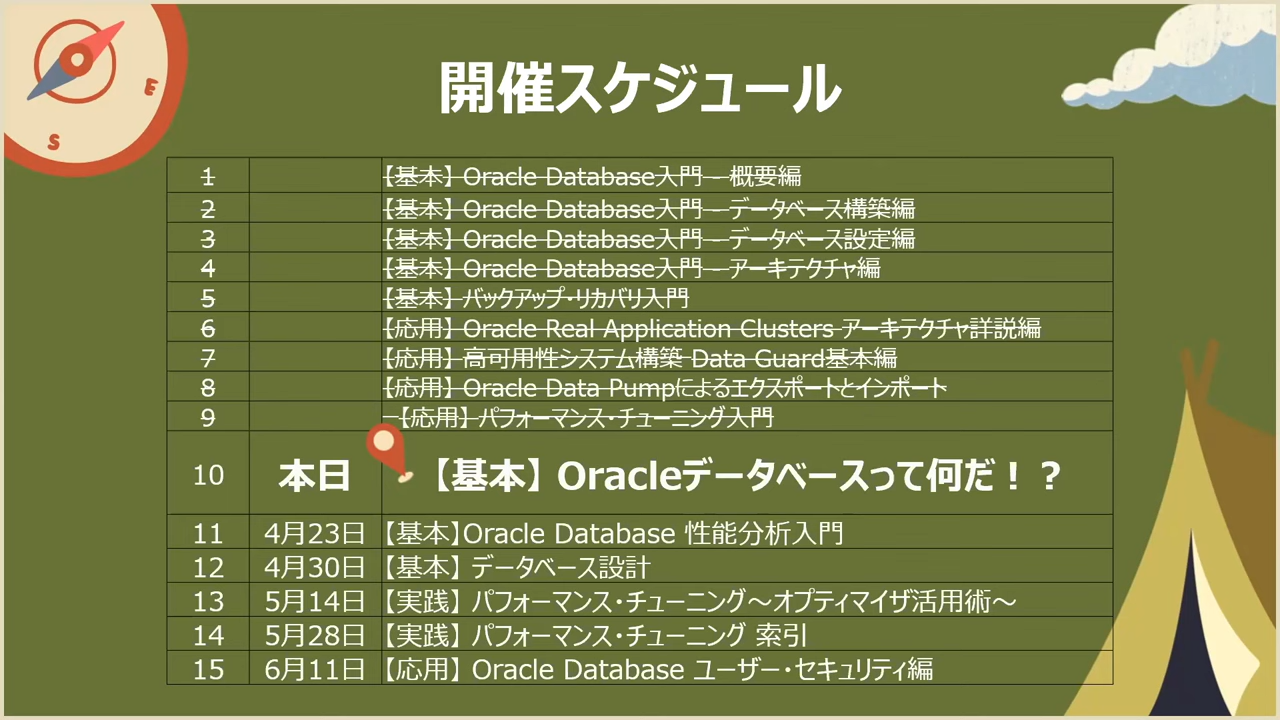 E
S
開催スケジュール
1 【基本】 Oracle Database入門 – 概要編
2 【基本】 Oracle Database入門 – データベース構築編
3 【基本】 Oracle Database入門 – データベース設定編
4 【基本】 Oracle Database入門 – アーキテクチャ編
5 【基本】 バックアップ・リカバリ入門
6 【応用】 Oracle Real Application Clusters アーキテクチャ詳説編
7 【応用】 高可用性システム構築 Data Guard基本編
8 【応用】 Oracle Data Pumpによるエクスポートとインポート
9 【応用】 パフォーマンス・チューニング入門
10 本日 【基本】 Oracleデータベースって何だ！？
11 4月23日 【基本】Oracle Database 性能分析入門
12 4月30日 【基本】 データベース設計
13 5月14日 【実践】 パフォーマンス・チューニング～オプティマイザ活用術～
14 5月28日 【実践】 パフォーマンス・チューニング 索引
15 6月11日 【応用】 Oracle Database ユーザー・セキュリティ編